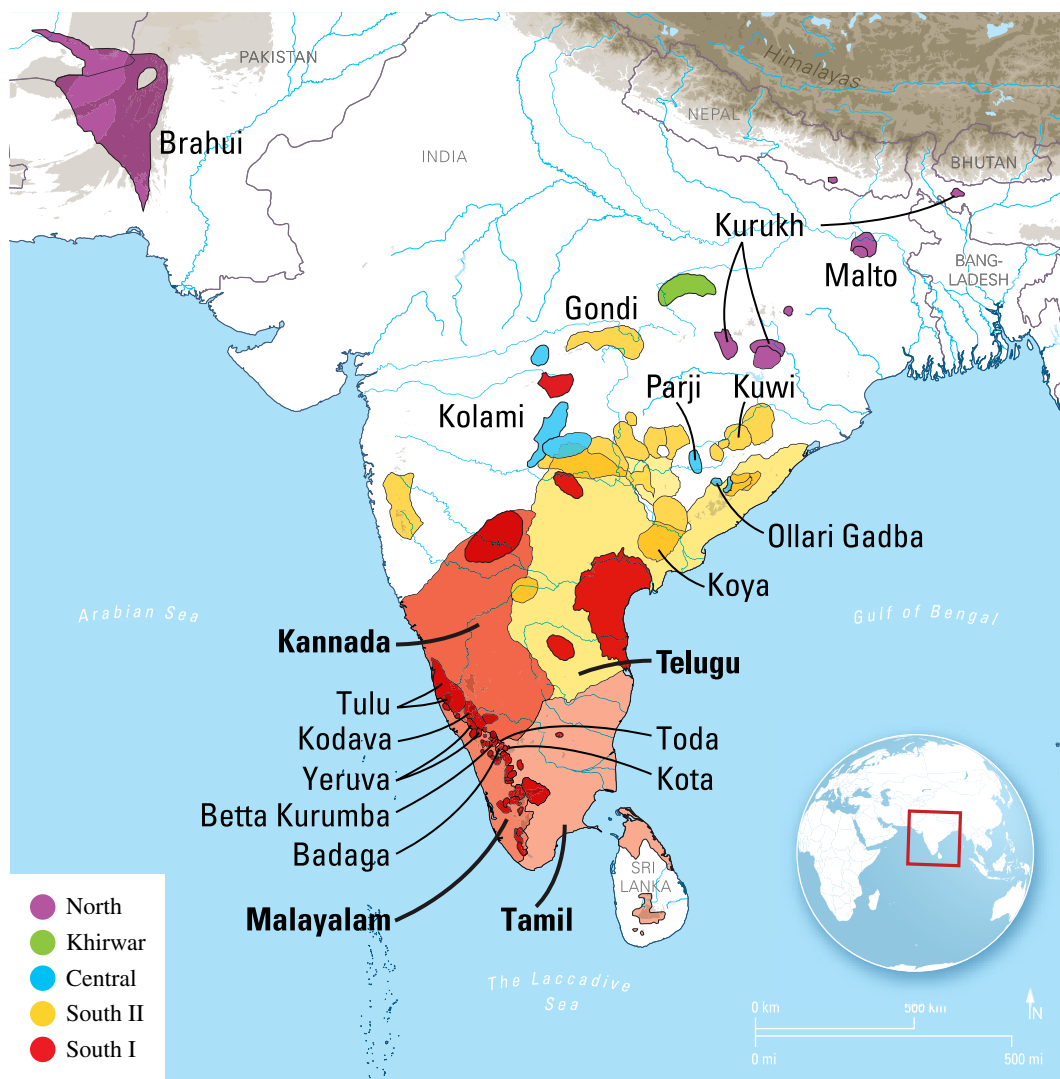 PAKISTAN
Himalayas
NEPAL
Brahui
INDIA
BHUTAN
Kurukh
BANG-
LADESH
Malto
Gondi
Parji
Kuwi
Kolami
Ollari Gadba
Koya
Arabian Sea
Gulf of Bengal
Kannada
Telugu
Tulu
Kodava
Toda
Yeruva
Kota
Betta Kurumba
Badaga
SRI
LANKA
Malayalam
Tamil
North
Khirwar
Central
South II
South I
The Laccadive
Sea
0 km
500 km
N
0 mi
500 mi